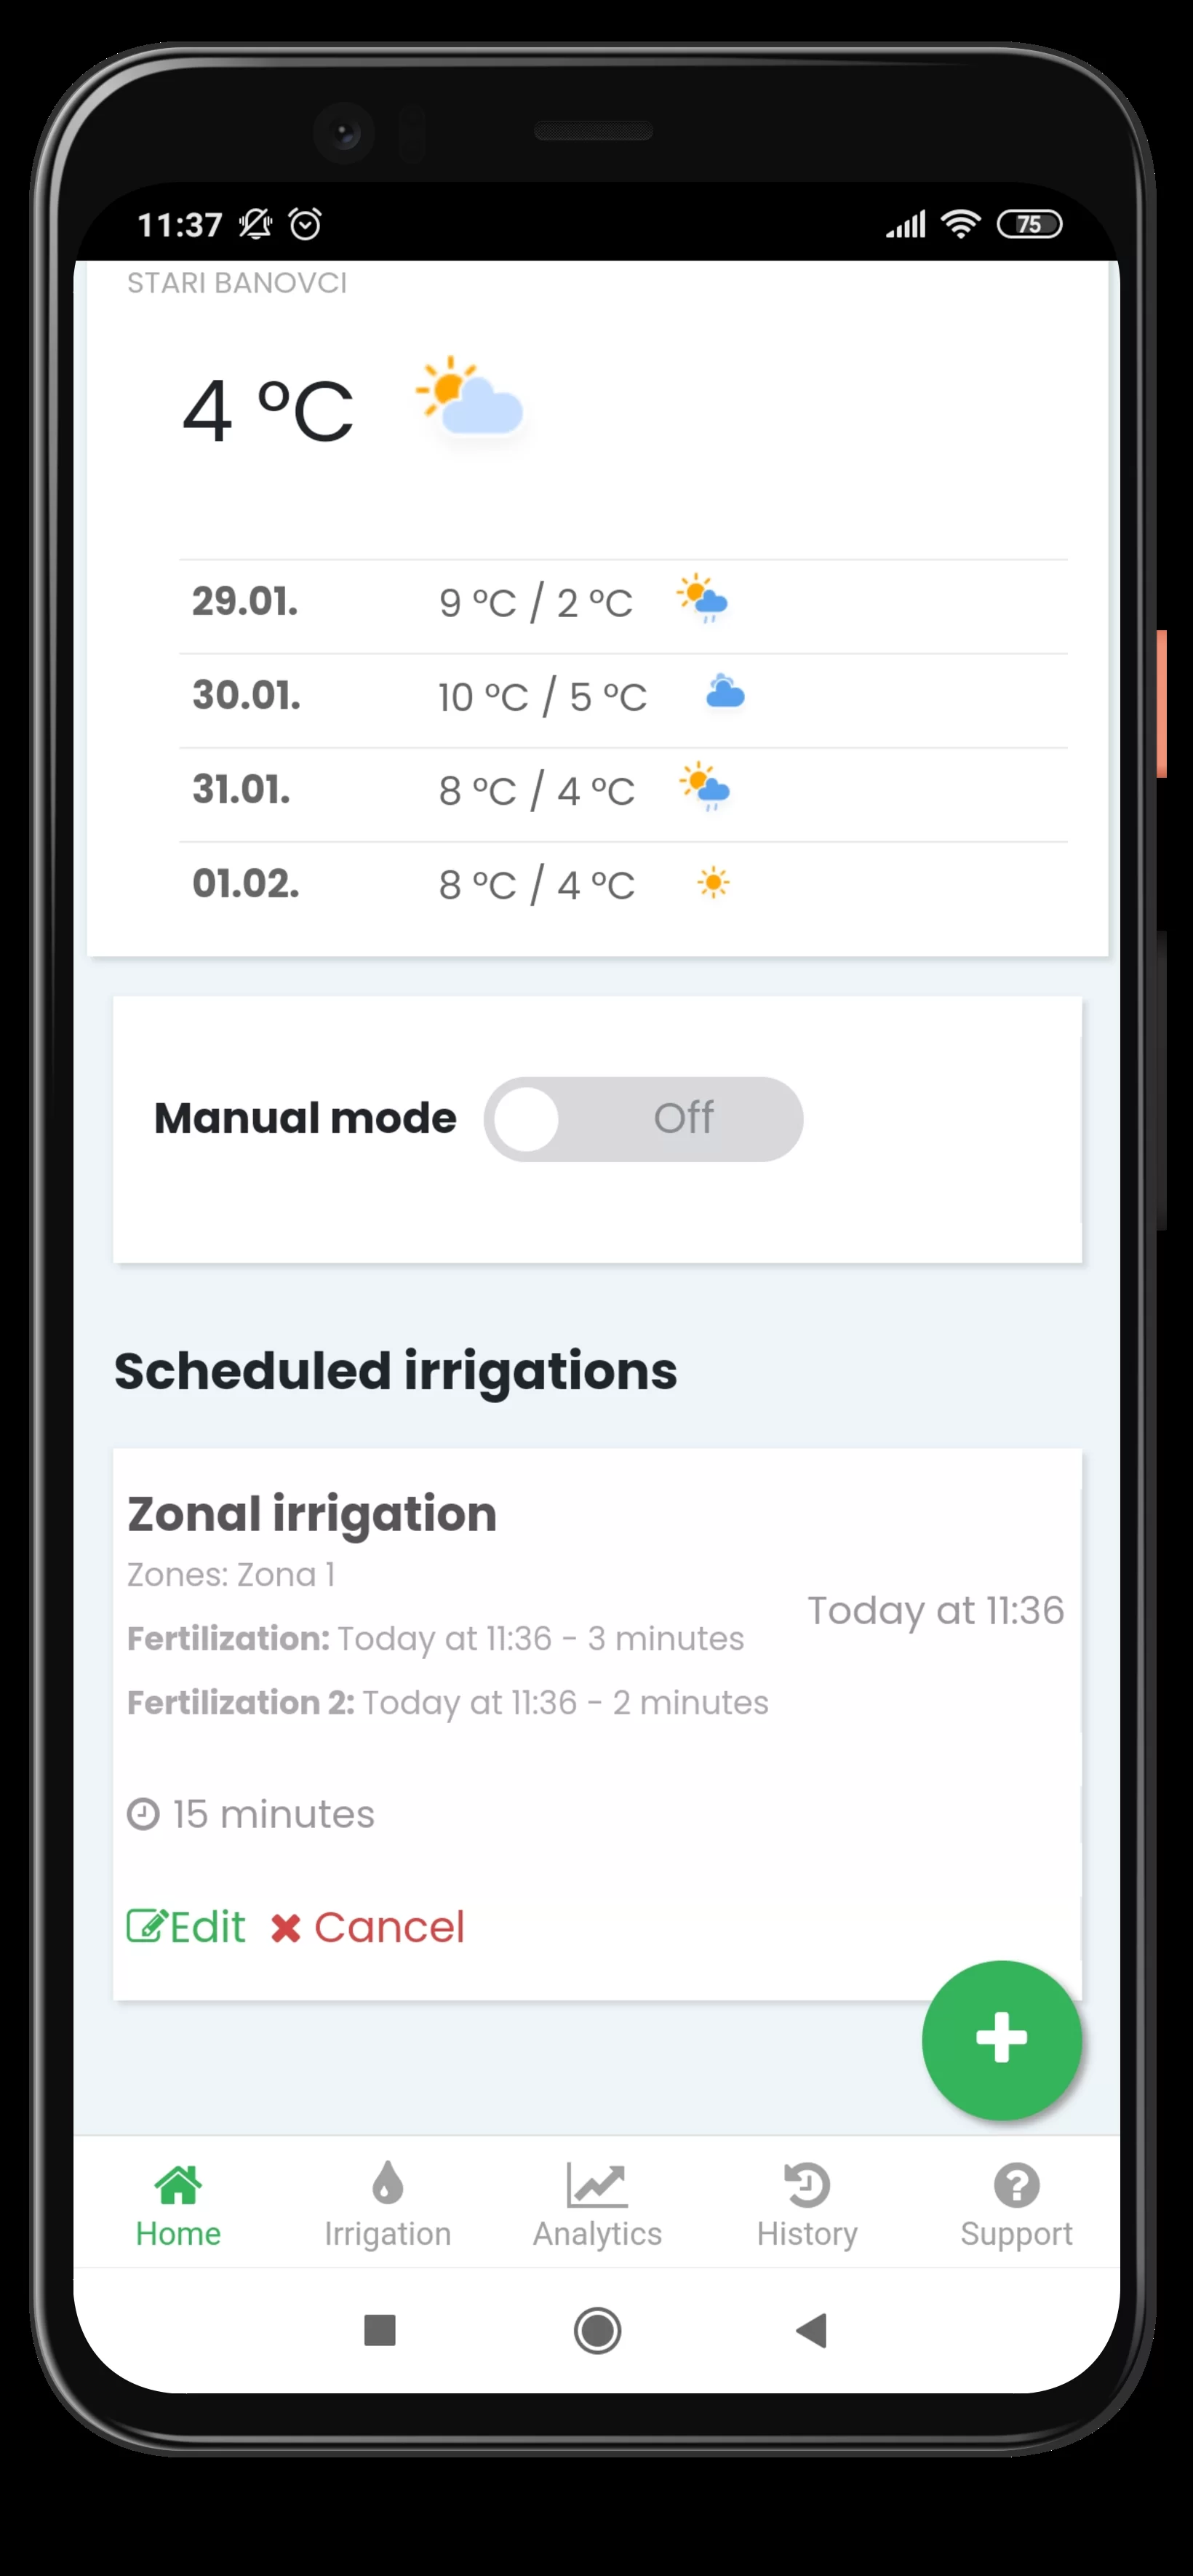 11:37 75
STARI BANOVCI
4 °C
29.01. 9 °C / 2 °C
30.01. 10 °C / 5 °C
31.01. 8 °C / 4 °C
01.02. 8 °C / 4 °C
Manual mode Off
Scheduled irrigations
Zonal irrigation
Zones: Zona 1
Today at 11:36
Fertilization: Today at 11:36 - 3 minutes
Fertilization 2: Today at 11:36 - 2 minutes
15 minutes
Edit Cancel
Home Irrigation Analytics History Support